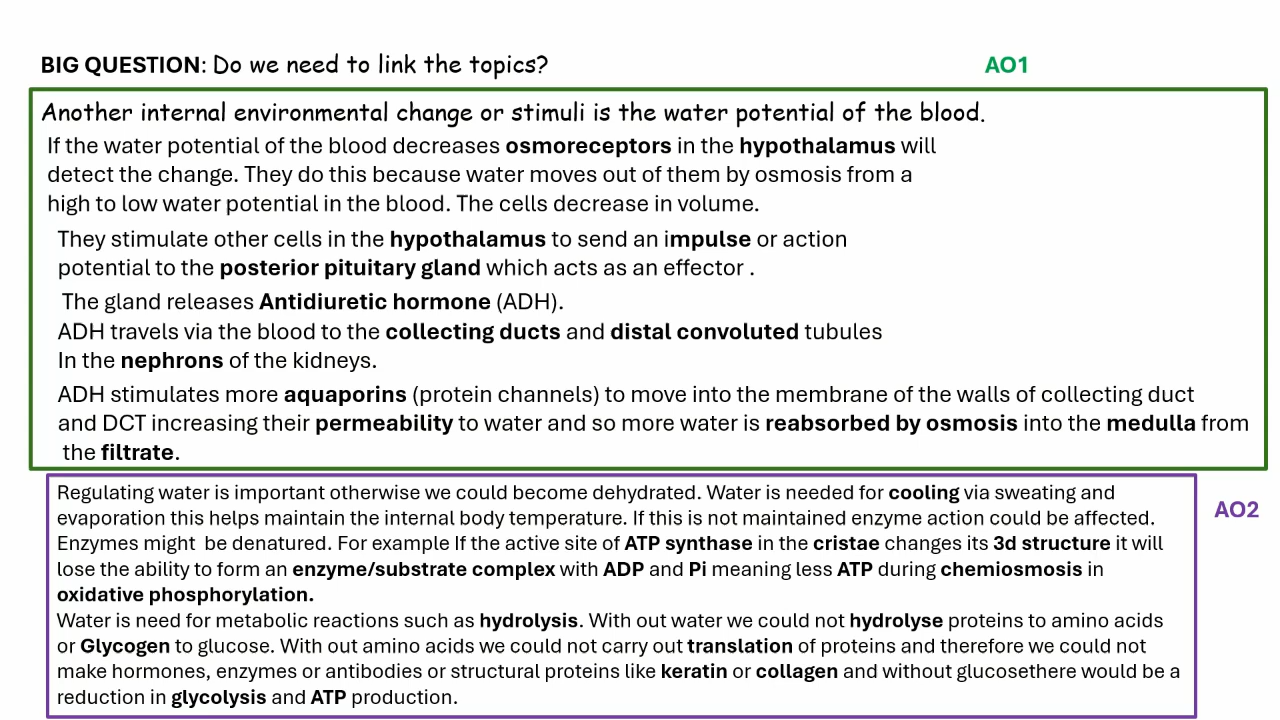 BIG QUESTION: Do we need to link the topics?
AO1
Another internal environmental change or stimuli is the water potential of the blood.
If the water potential of the blood decreases osmoreceptors in the hypothalamus will
detect the change. They do this because water moves out of them by osmosis from a
high to low water potential in the blood. The cells decrease in volume.
They stimulate other cells in the hypothalamus to send an impulse or action
potential to the posterior pituitary gland which acts as an effector .
The gland releases Antidiuretic hormone (ADH).
ADH travels via the blood to the collecting ducts and distal convoluted tubules
In the nephrons of the kidneys.
ADH stimulates more aquaporins (protein channels) to move into the membrane of the walls of collecting duct
and DCT increasing their permeability to water and so more water is reabsorbed by osmosis into the medulla from
the filtrate.
Regulating water is important otherwise we could become dehydrated. Water is needed for cooling via sweating and
evaporation this helps maintain the internal body temperature. If this is not maintained enzyme action could be affected.
Enzymes might  be denatured. For example If the active site of ATP synthase in the cristae changes its 3d structure it will
lose the ability to form an enzyme/substrate complex with ADP and Pi meaning less ATP during chemiosmosis in
oxidative phosphorylation.
Water is need for metabolic reactions such as hydrolysis. With out water we could not hydrolyse proteins to amino acids
or Glycogen to glucose. With out amino acids we could not carry out translation of proteins and therefore we could not
make hormones, enzymes or antibodies or structural proteins like keratin or collagen and without glucosethere would be a
reduction in glycolysis and ATP production.
AO2